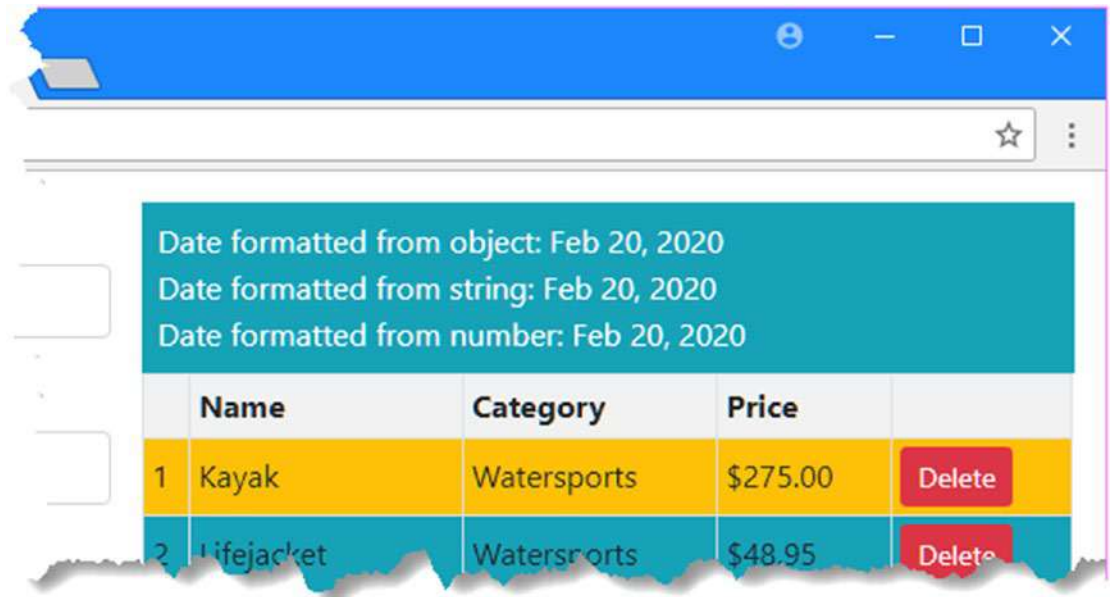 Date formatted from object: Feb 20, 2020
Date formatted from string: Feb 20, 2020
Date formatted from number: Feb 20, 2020
Name Category Price
1 Kayak Watersports $275.00 Delete
2 Lifejacket Watersports $48.95 Delete